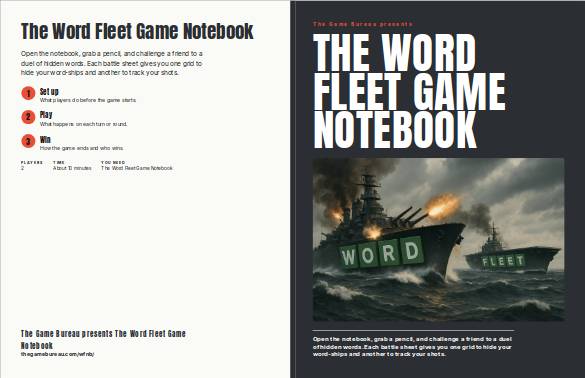 The Word Fleet Game Notebook
Open the notebook, grab a pencil, and challenge a friend to a
duel of hidden words. Each battle sheet gives you one grid to
hide your word-ships and another to track your shots.
1 Set up
What players do before the game starts.
2 Play
What happens on each turn or round.
3 Win
How the game ends and who wins.
PLAYERS TIME YOU NEED
2 About 10 minutes The Word Fleet Game Notebook
The Game Bureau presents The Word Fleet Game
Notebook
thegamebureau.com/wfnb/
The Game Bureau presents
THE WORD
FLEET GAME
NOTEBOOK
WORD
FLEET
Open the notebook, grab a pencil, and challenge a friend to a duel
of hidden words. Each battle sheet gives you one grid to hide your
word-ships and another to track your shots.